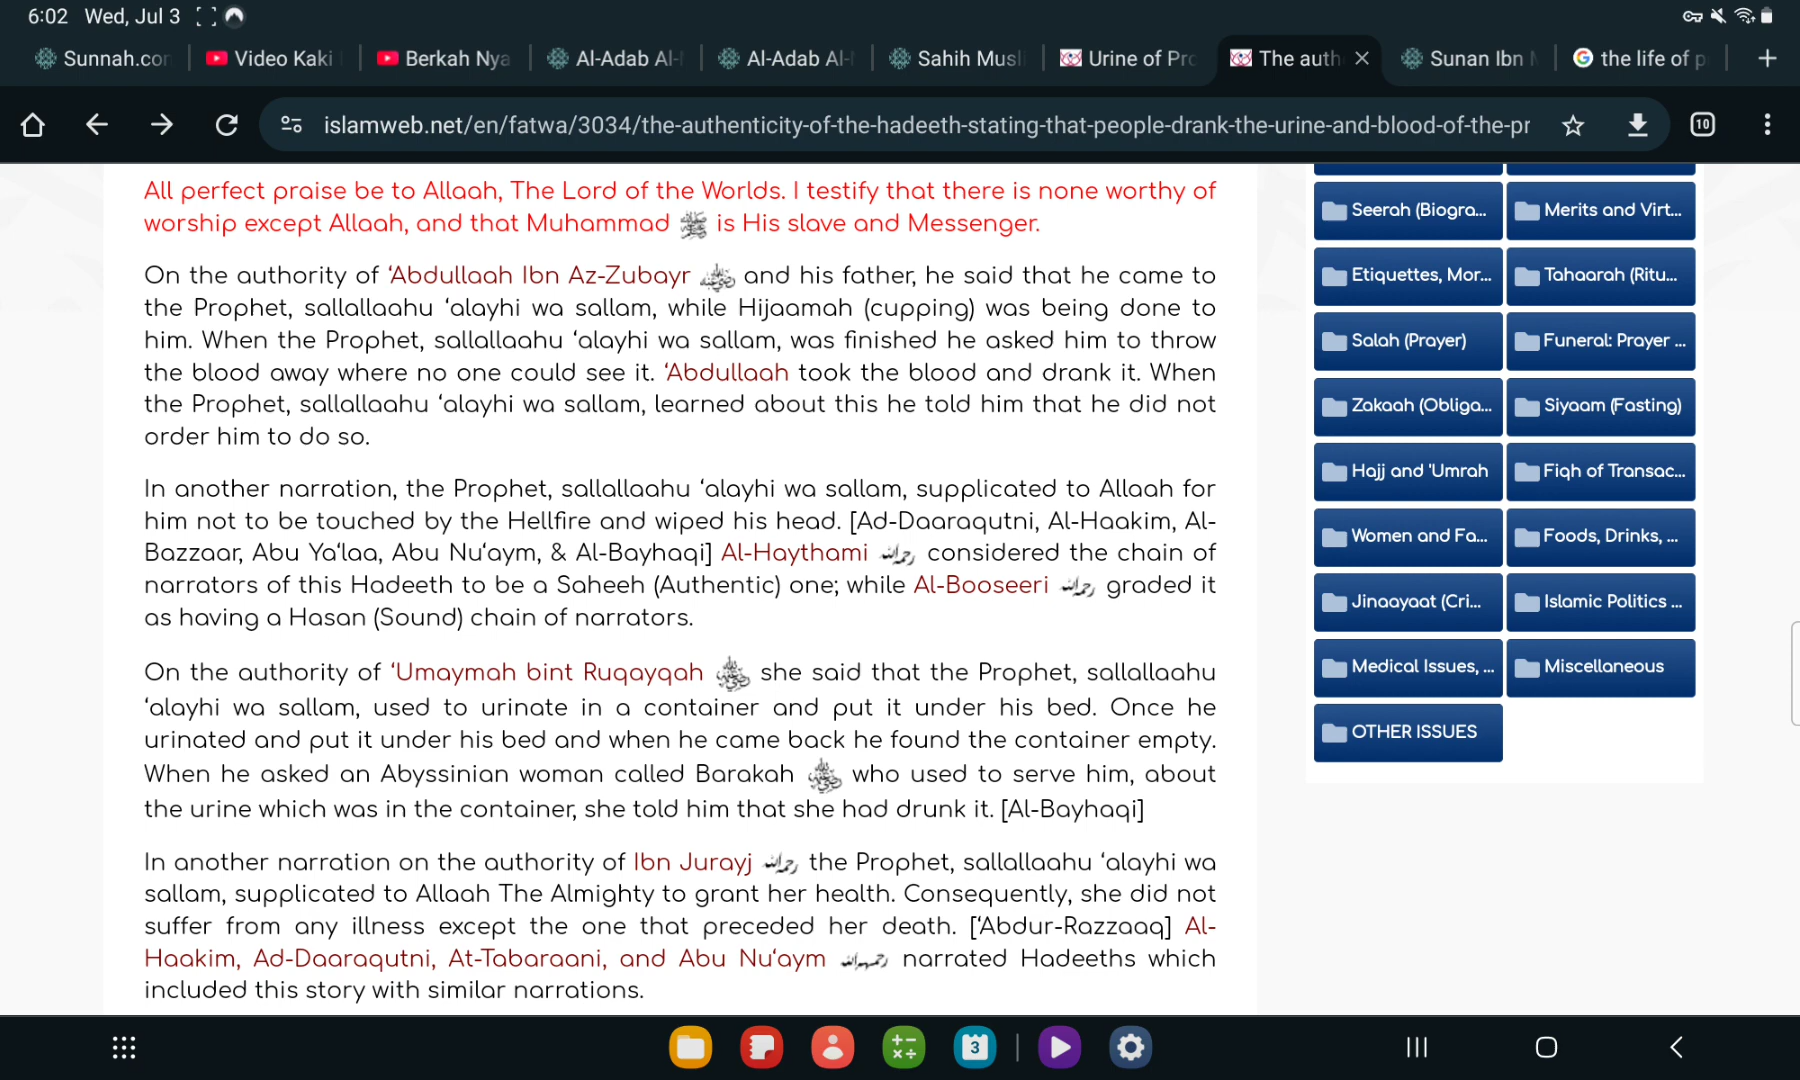 6:02 Wed, Jul 3
Sunnah.con
Video Kaki
Berkah Nya
Al-Adab Al-
Al-Adab Al-
Sahih Musl
Urine of Pro
The auth
Sunan Ibn
the life of p
islamweb.net/en/fatwa/3034/the-authenticity-of-the-hadeeth-stating-that-people-drank-the-urine-and-blood-of-the-pr
10
All perfect praise be to Allaah, The Lord of the Worlds. I testify that there is none worthy of
worship except Allaah, and that Muhammad ﷺ is His slave and Messenger.
On the authority of ‘Abdullaah Ibn Az-Zubayr and his father, he said that he came to
the Prophet, sallallaahu ‘alayhi wa sallam, while Hijaamah (cupping) was being done to
him. When the Prophet, sallallaahu ‘alayhi wa sallam, was finished he asked him to throw
the blood away where no one could see it. ‘Abdullaah took the blood and drank it. When
the Prophet, sallallaahu ‘alayhi wa sallam, learned about this he told him that he did not
order him to do so.
In another narration, the Prophet, sallallaahu ‘alayhi wa sallam, supplicated to Allaah for
him not to be touched by the Hellfire and wiped his head. [Ad-Daaraqutni, Al-Haakim, Al-
Bazzaar, Abu Ya‘laa, Abu Nu‘aym, & Al-Bayhaqi] Al-Haythami رحمه الله considered the chain of
narrators of this Hadeeth to be a Saheeh (Authentic) one; while Al-Booseeri رحمه الله graded it
as having a Hasan (Sound) chain of narrators.
On the authority of ‘Umaymah bint Ruqayqah she said that the Prophet, sallallaahu
‘alayhi wa sallam, used to urinate in a container and put it under his bed. Once he
urinated and put it under his bed and when he came back he found the container empty.
When he asked an Abyssinian woman called Barakah who used to serve him, about
the urine which was in the container, she told him that she had drunk it. [Al-Bayhaqi]
In another narration on the authority of Ibn Jurayj رحمه الله the Prophet, sallallaahu ‘alayhi wa
sallam, supplicated to Allaah The Almighty to grant her health. Consequently, she did not
suffer from any illness except the one that preceded her death. [‘Abdur-Razzaaq] Al-
Haakim, Ad-Daaraqutni, At-Tabaraani, and Abu Nu‘aym رحمهم الله narrated Hadeeths which
included this story with similar narrations.
Seerah (Biogra...
Merits and Virt...
Etiquettes, Mor...
Tahaarah (Ritu...
Salah (Prayer)
Funeral: Prayer ...
Zakaah (Obliga...
Siyaam (Fasting)
Hajj and 'Umrah
Fiqh of Transac...
Women and Fa...
Foods, Drinks, ...
Jinaayaat (Cri...
Islamic Politics ...
Medical Issues, ...
Miscellaneous
OTHER ISSUES
3